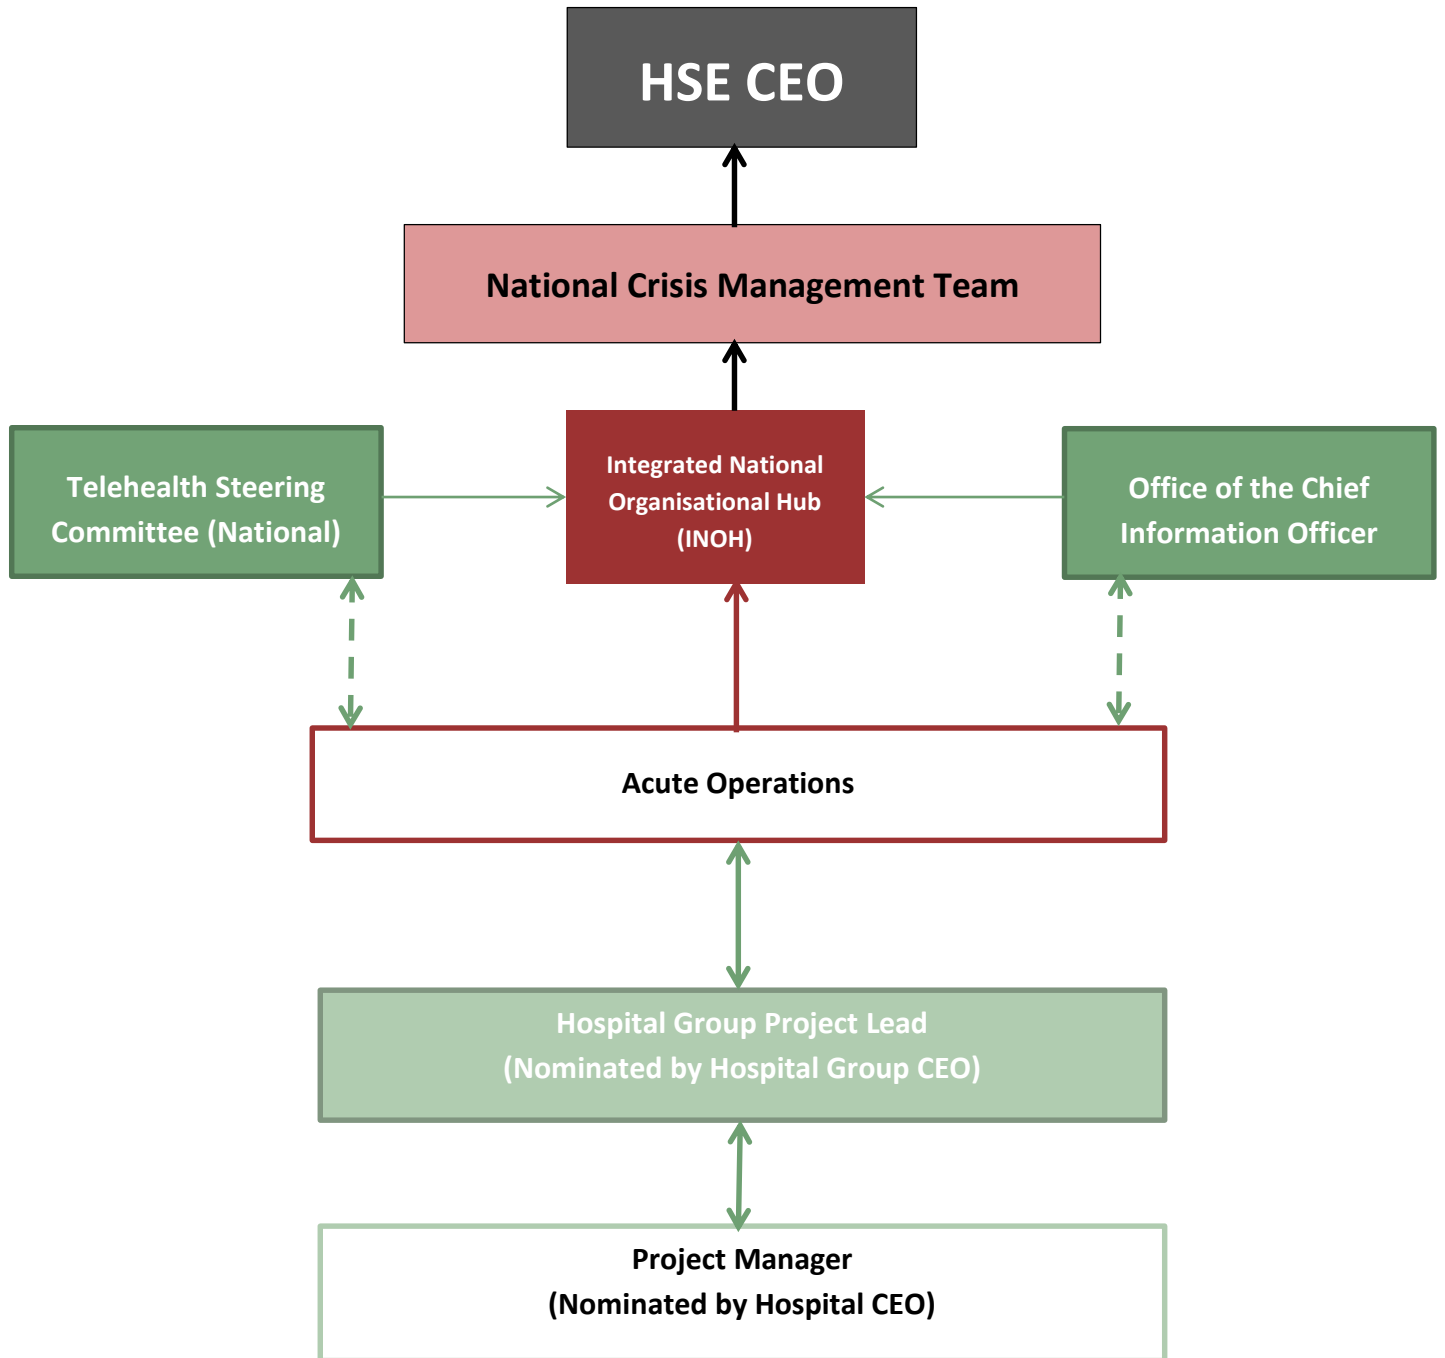 HSE CEO
National Crisis Management Team
Telehealth Steering
Committee (National)
Integrated National
Organisational Hub
(INOH)
Office of the Chief
Information Officer
Acute Operations
Hospital Group Project Lead
(Nominated by Hospital Group CEO)
Project Manager
(Nominated by Hospital CEO)